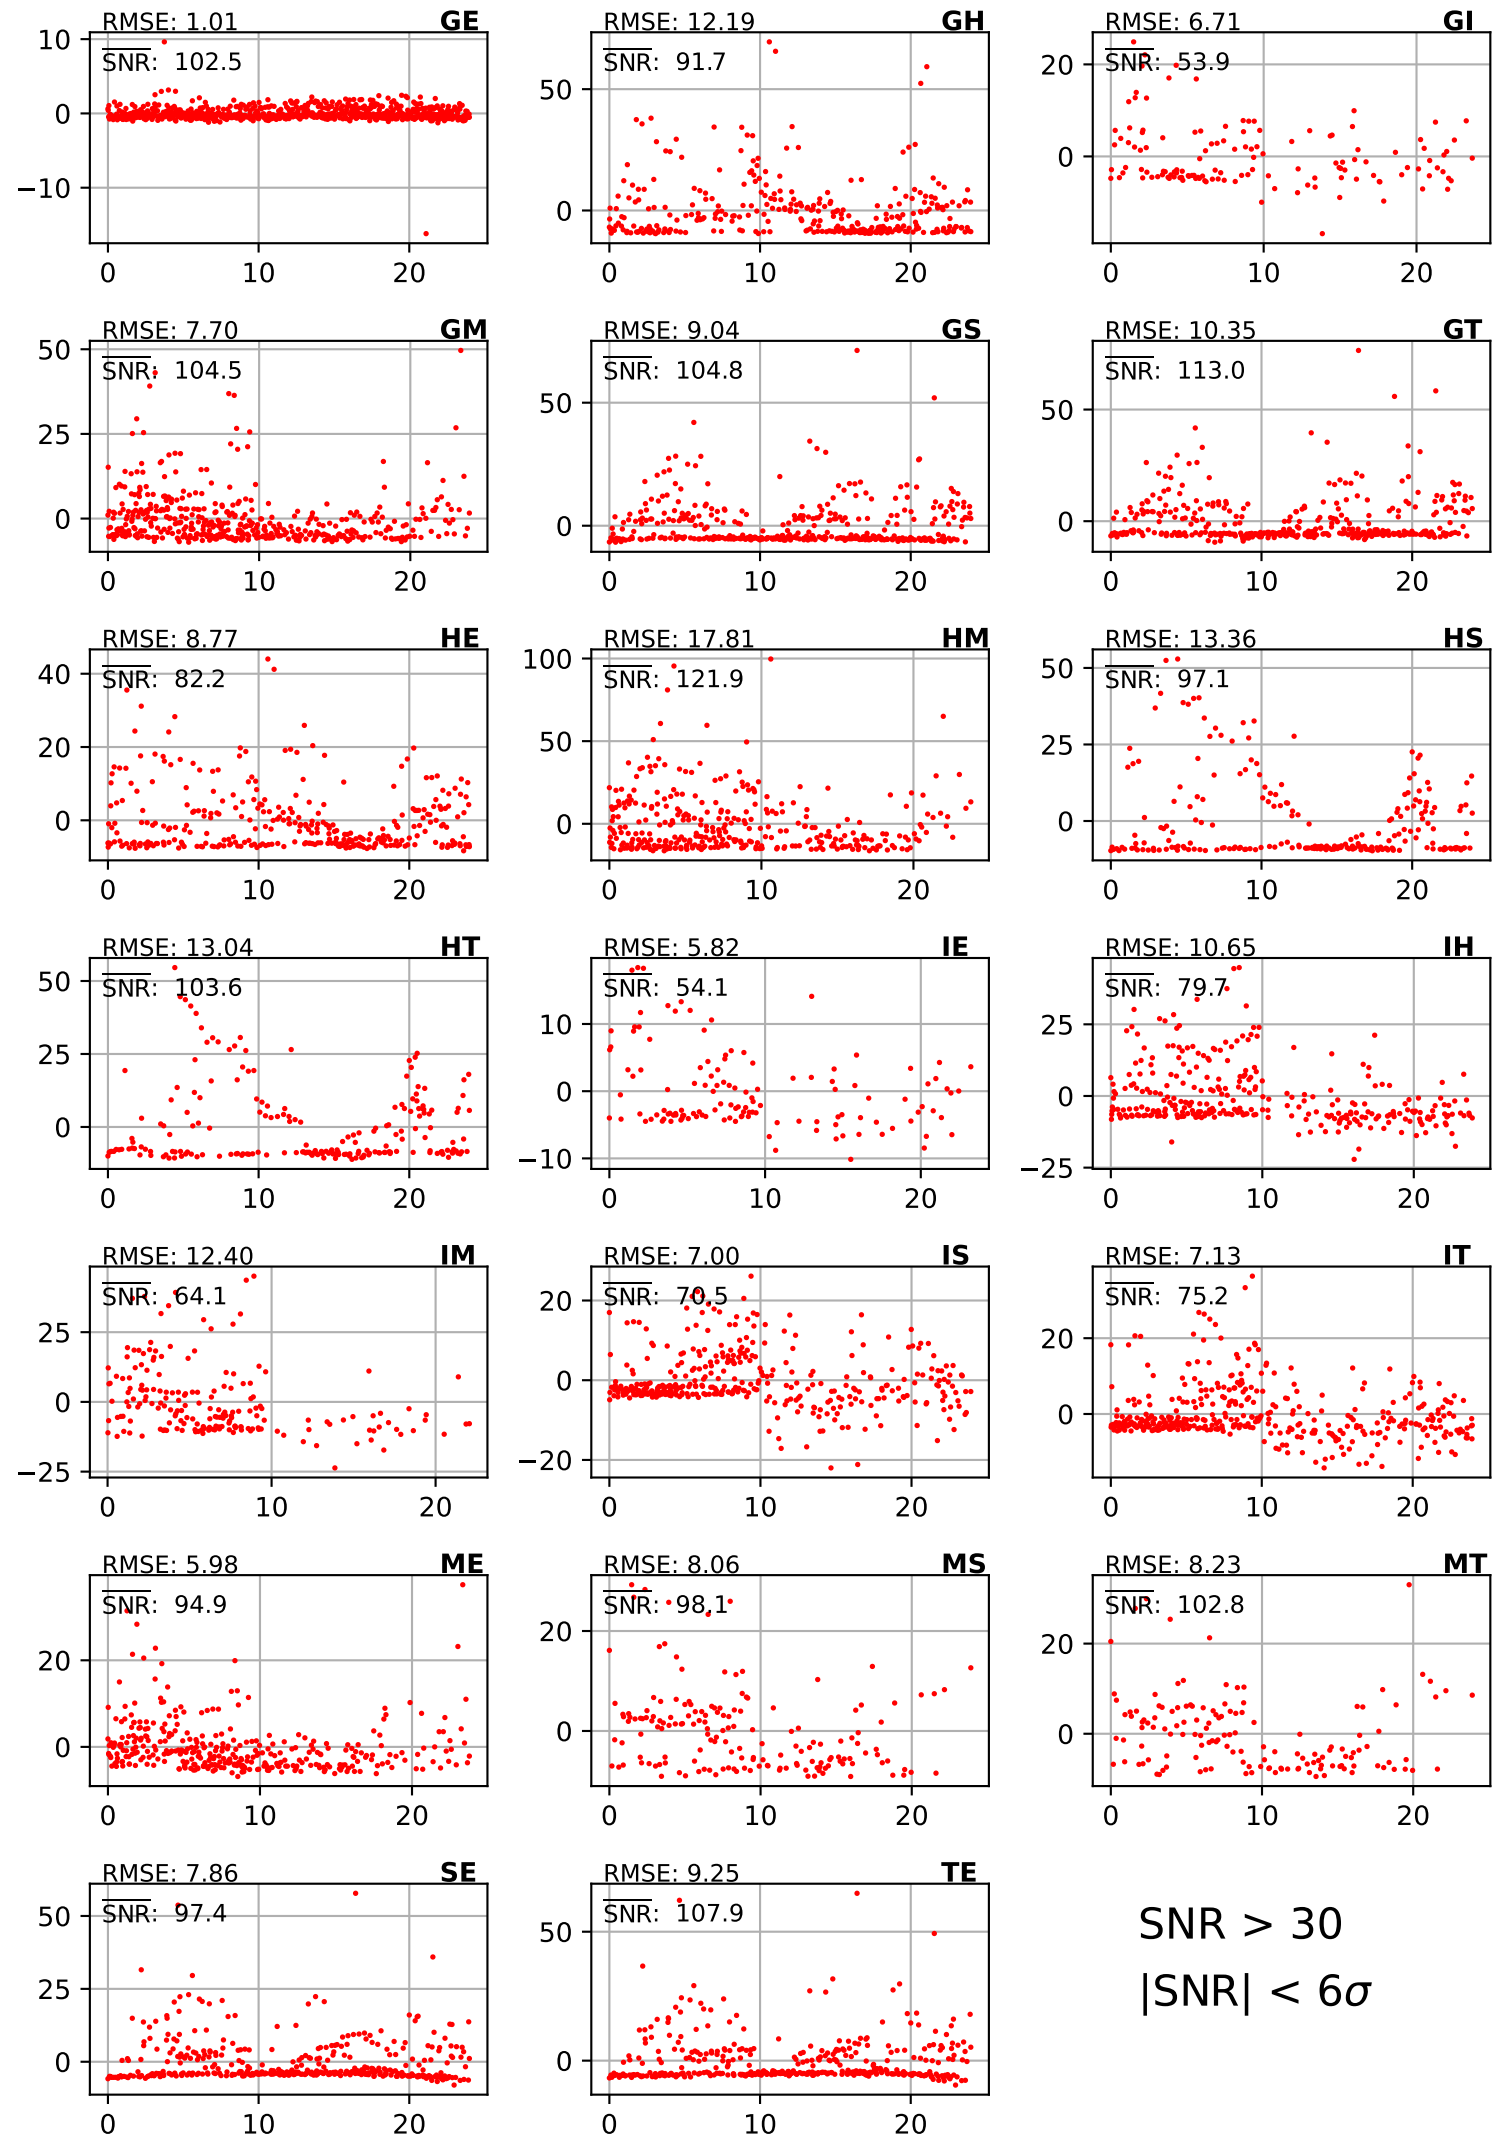 RMSE: 1.01 GE
SNR: 102.5
10
0
−10
0 10 20
RMSE: 12.19 GH
SNR: 91.7
50
0
0 10 20
RMSE: 6.71 GI
SNR: 53.9
20
0
0 10 20
RMSE: 7.70 GM
SNR: 104.5
50
25
0
0 10 20
RMSE: 9.04 GS
SNR: 104.8
50
0
0 10 20
RMSE: 10.35 GT
SNR: 113.0
50
0
0 10 20
RMSE: 8.77 HE
SNR: 82.2
40
20
0
0 10 20
RMSE: 17.81 HM
SNR: 121.9
100
50
0
0 10 20
RMSE: 13.36 HS
SNR: 97.1
50
25
0
0 10 20
RMSE: 13.04 HT
SNR: 103.6
50
25
0
0 10 20
RMSE: 5.82 IE
SNR: 54.1
10
0
−10
0 10 20
RMSE: 10.65 IH
SNR: 79.7
25
0
−25
0 10 20
RMSE: 12.40 IM
SNR: 64.1
25
0
−25
0 10 20
RMSE: 7.00 IS
SNR: 70.5
20
0
−20
0 10 20
RMSE: 7.13 IT
SNR: 75.2
20
0
0 10 20
RMSE: 5.98 ME
SNR: 94.9
20
0
0 10 20
RMSE: 8.06 MS
SNR: 98.1
20
0
0 10 20
RMSE: 8.23 MT
SNR: 102.8
20
0
0 10 20
RMSE: 7.86 SE
SNR: 97.4
50
25
0
0 10 20
RMSE: 9.25 TE
SNR: 107.9
50
0
0 10 20
SNR > 30
|SNR| < 6σ